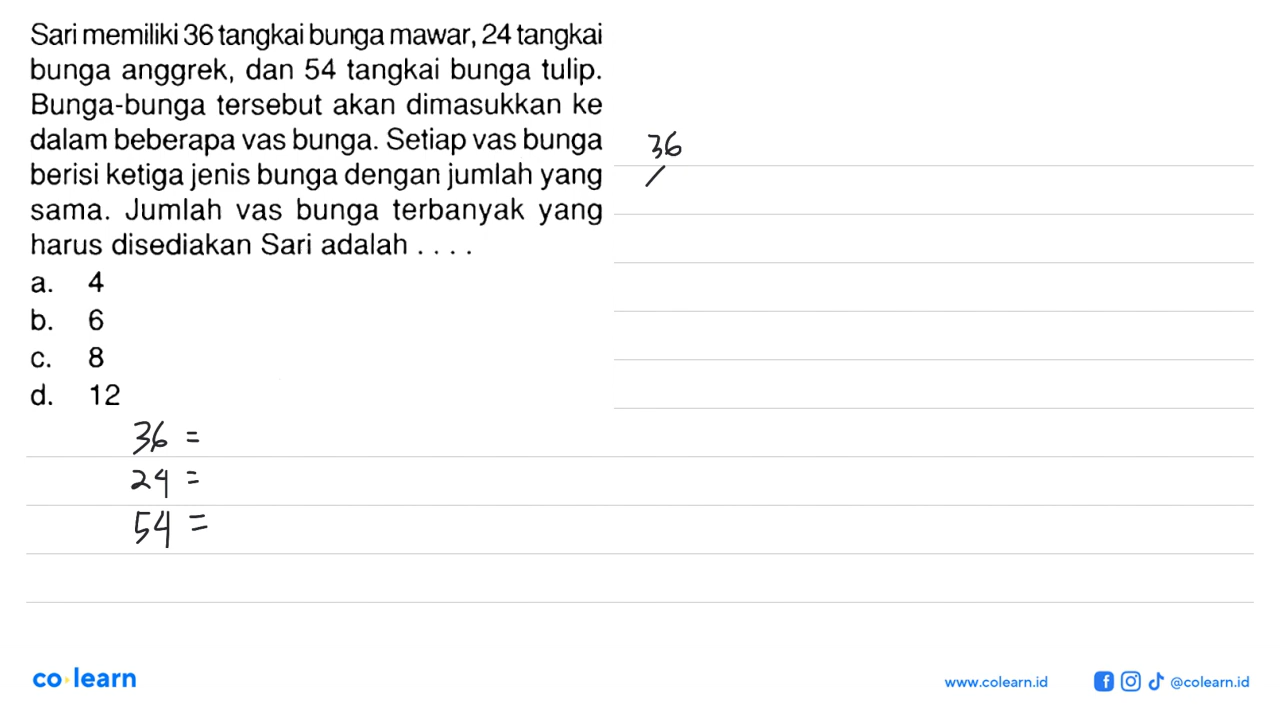 Sari memiliki 36 tangkai bunga mawar, 24 tangkai
bunga anggrek, dan 54 tangkai bunga tulip.
Bunga-bunga tersebut akan dimasukkan ke
dalam beberapa vas bunga. Setiap vas bunga
berisi ketiga jenis bunga dengan jumlah yang
sama. Jumlah vas bunga terbanyak yang
harus disediakan Sari adalah . . . .
a. 4
b. 6
c. 8
d. 12
36 =
24 =
54 =
36
co learn
www.colearn.id
@colearn.id